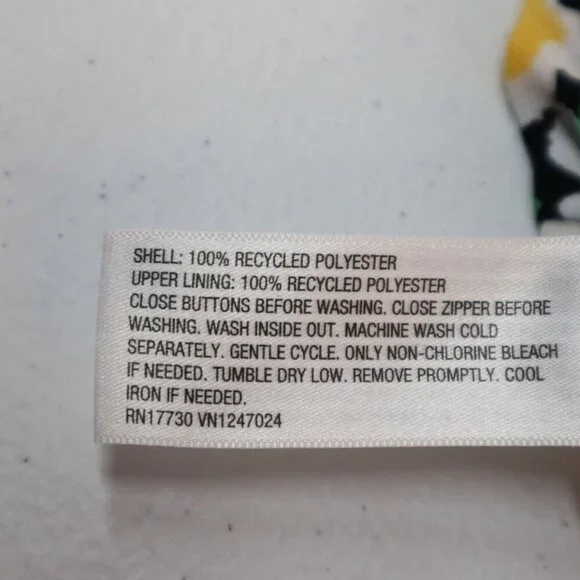 SHELL: 100% RECYCLED POLYESTER
UPPER LINING: 100% RECYCLED POLYESTER
CLOSE BUTTONS BEFORE WASHING. CLOSE ZIPPER BEFORE
WASHING. WASH INSIDE OUT. MACHINE WASH COLD
SEPARATELY. GENTLE CYCLE. ONLY NON-CHLORINE BLEACH
IF NEEDED. TUMBLE DRY LOW. REMOVE PROMPTLY. COOL
IRON IF NEEDED.
RN17730 VN1247024